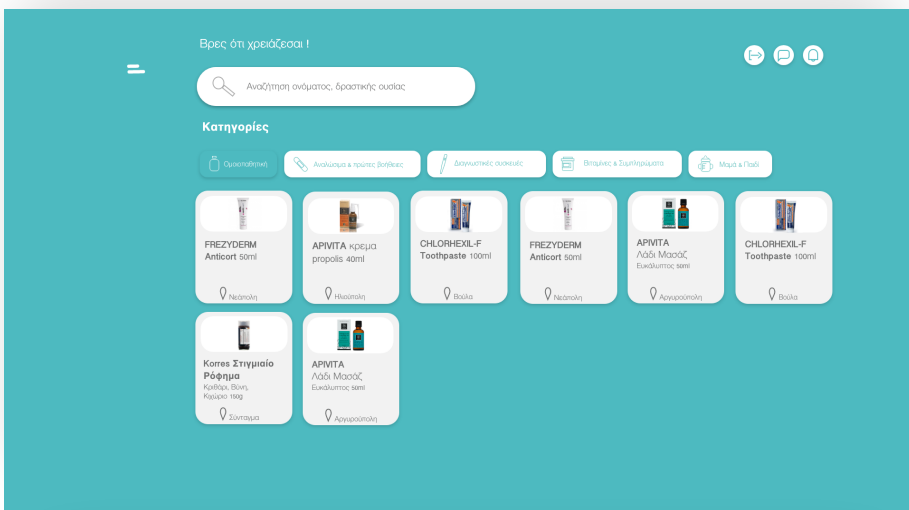 Βρες ότι χρειάζεσαι !
Αναζήτηση ονόματος, δραστικής ουσίας
Κατηγορίες
Ομοιοπαθητική
Αναλώσιμα & πρώτες βοήθειες
Διαγνωστικές συσκευές
Βιταμίνες & Συμπληρώματα
Μαμά & Παιδί
FREZYDERM
Anticort 50ml
Νεάπολη
APIVITA κρεμα
propolis 40ml
Ηλιούπολη
CHLORHEXIL-F
Toothpaste 100ml
Βούλα
FREZYDERM
Anticort 50ml
Νεάπολη
APIVITA
Λάδι Μασάζ
Ευκάλυπτος 50ml
Αργυρούπολη
CHLORHEXIL-F
Toothpaste 100ml
Βούλα
Korres Στιγμιαίο
Ρόφημα
Κριθάρι, Βύνη,
Κιχώριο 150g
Σύνταγμα
APIVITA
Λάδι Μασάζ
Ευκάλυπτος 50ml
Αργυρούπολη